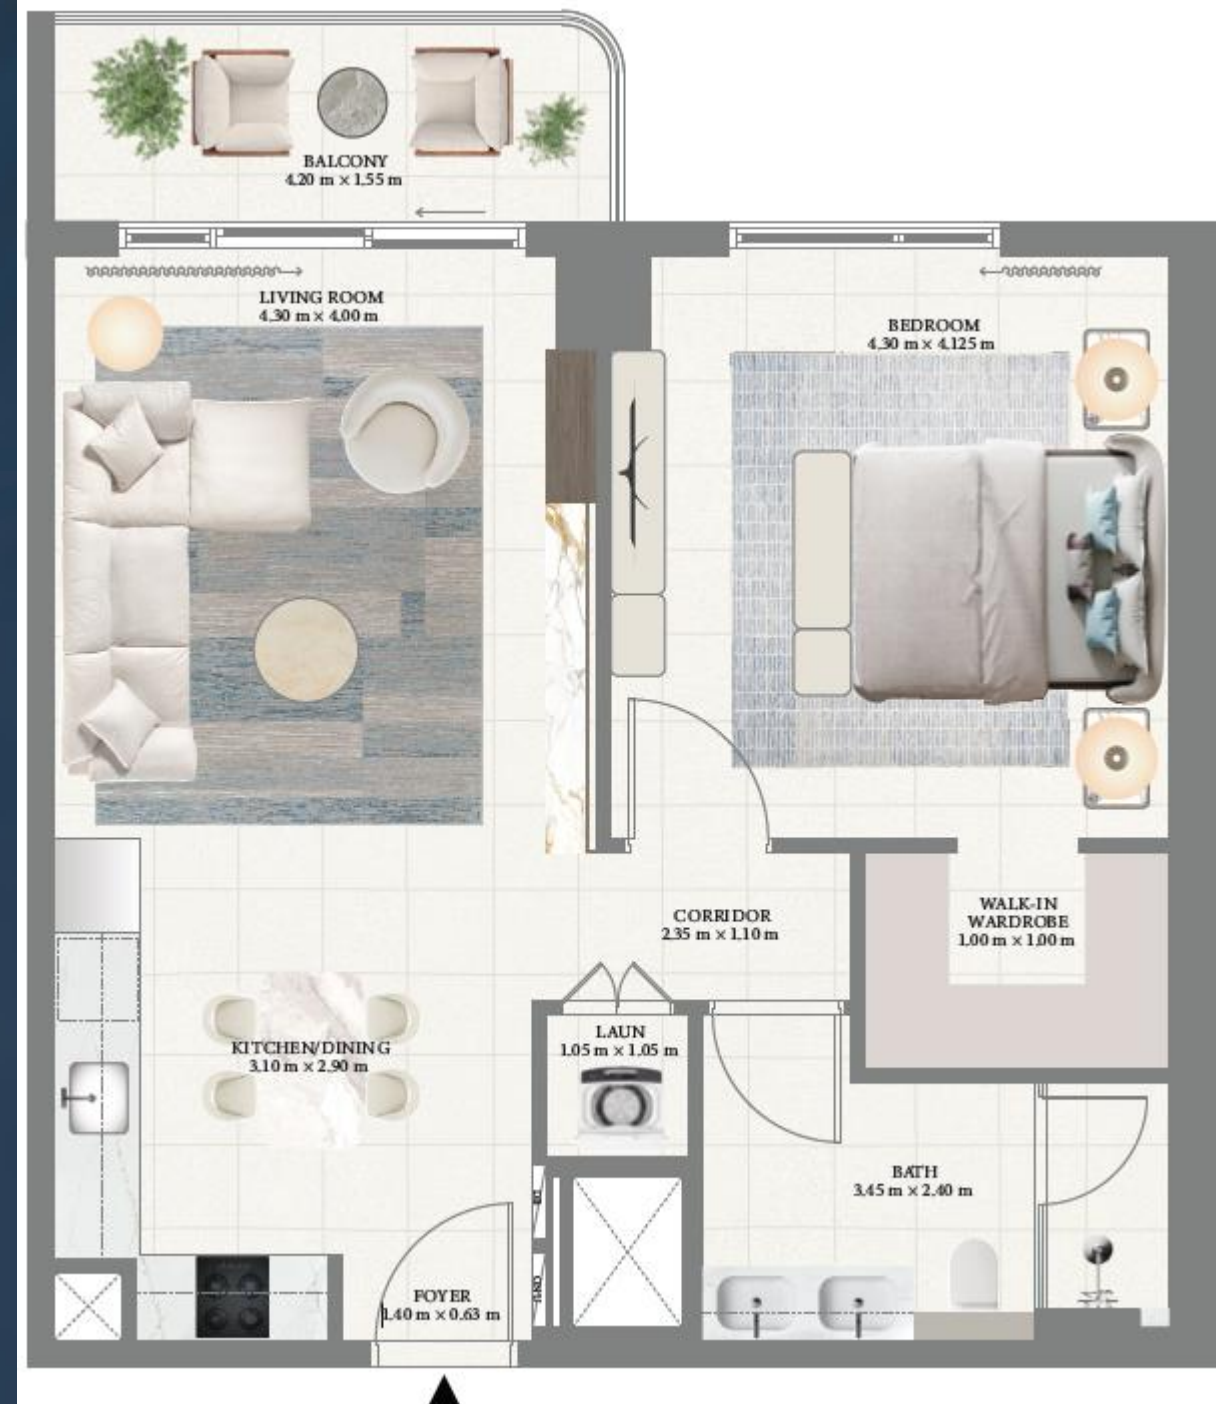 BALCONY
4.20 m × 1.55 m
LIVING ROOM
4.30 m × 4.00 m
BEDROOM
4.30 m × 4.125 m
CORRIDOR
2.35 m × 1.10 m
WALK-IN
WARDROBE
1.00 m × 1.00 m
LAUN
1.05 m × 1.05 m
KITCHEN/DINING
3.10 m × 2.90 m
BATH
3.45 m × 2.40 m
DB
FOYER
1.40 m × 0.63 m